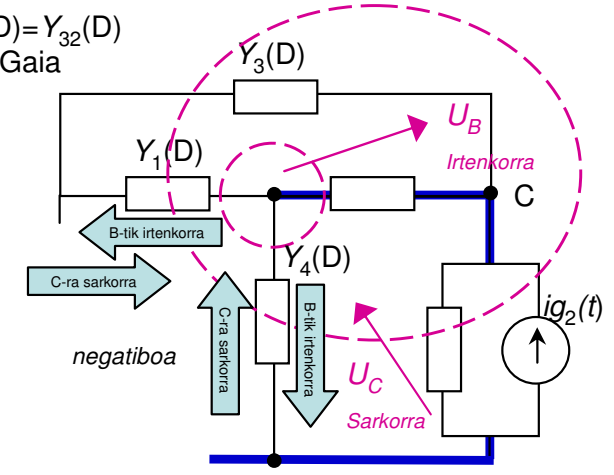 D)=Y32(D)
Gaia
Y3(D)
UB
Irtenkorra
Y1(D)
C
B-tik irtenkorra
Y4(D)
C-ra sarkorra
C-ra sarkorra
B-tik irtenkorra
ig2(t)
negatiboa
UC
Sarkorra